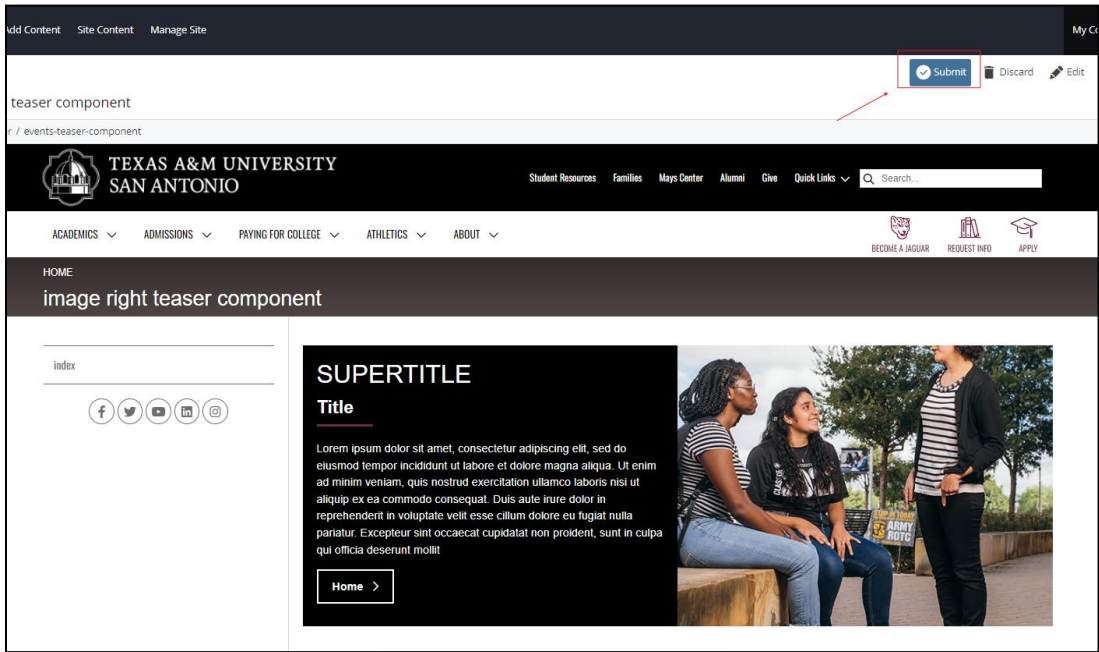 Add Content Site Content Manage Site
Submit Discard Edit
teaser component
/ events-teaser-component
TEXAS A&M UNIVERSITY
SAN ANTONIO
Student Resources Families Mays Center Alumni Give Quick Links Search...
ACADEMICS ADMISSIONS PAYING FOR COLLEGE ATHLETICS ABOUT
BECOME A JAGUAR REQUEST INFO APPLY
HOME
image right teaser component
index
SUPERTITLE
Title
Lorem ipsum dolor sit amet, consectetur adipiscing elit, sed do
eiusmod tempor incididunt ut labore et dolore magna aliqua. Ut enim
ad minim veniam, quis nostrud exercitation ullamco laboris nisi ut
aliquip ex ea commodo consequat. Duis aute irure dolor in
reprehenderit in voluptate velit esse cillum dolore eu fugiat nulla
pariatur. Excepteur sint occaecat cupidatat non proident, sunt in culpa
qui officia deserunt mollit
Home
CLASS OF
ARMY
ROTC